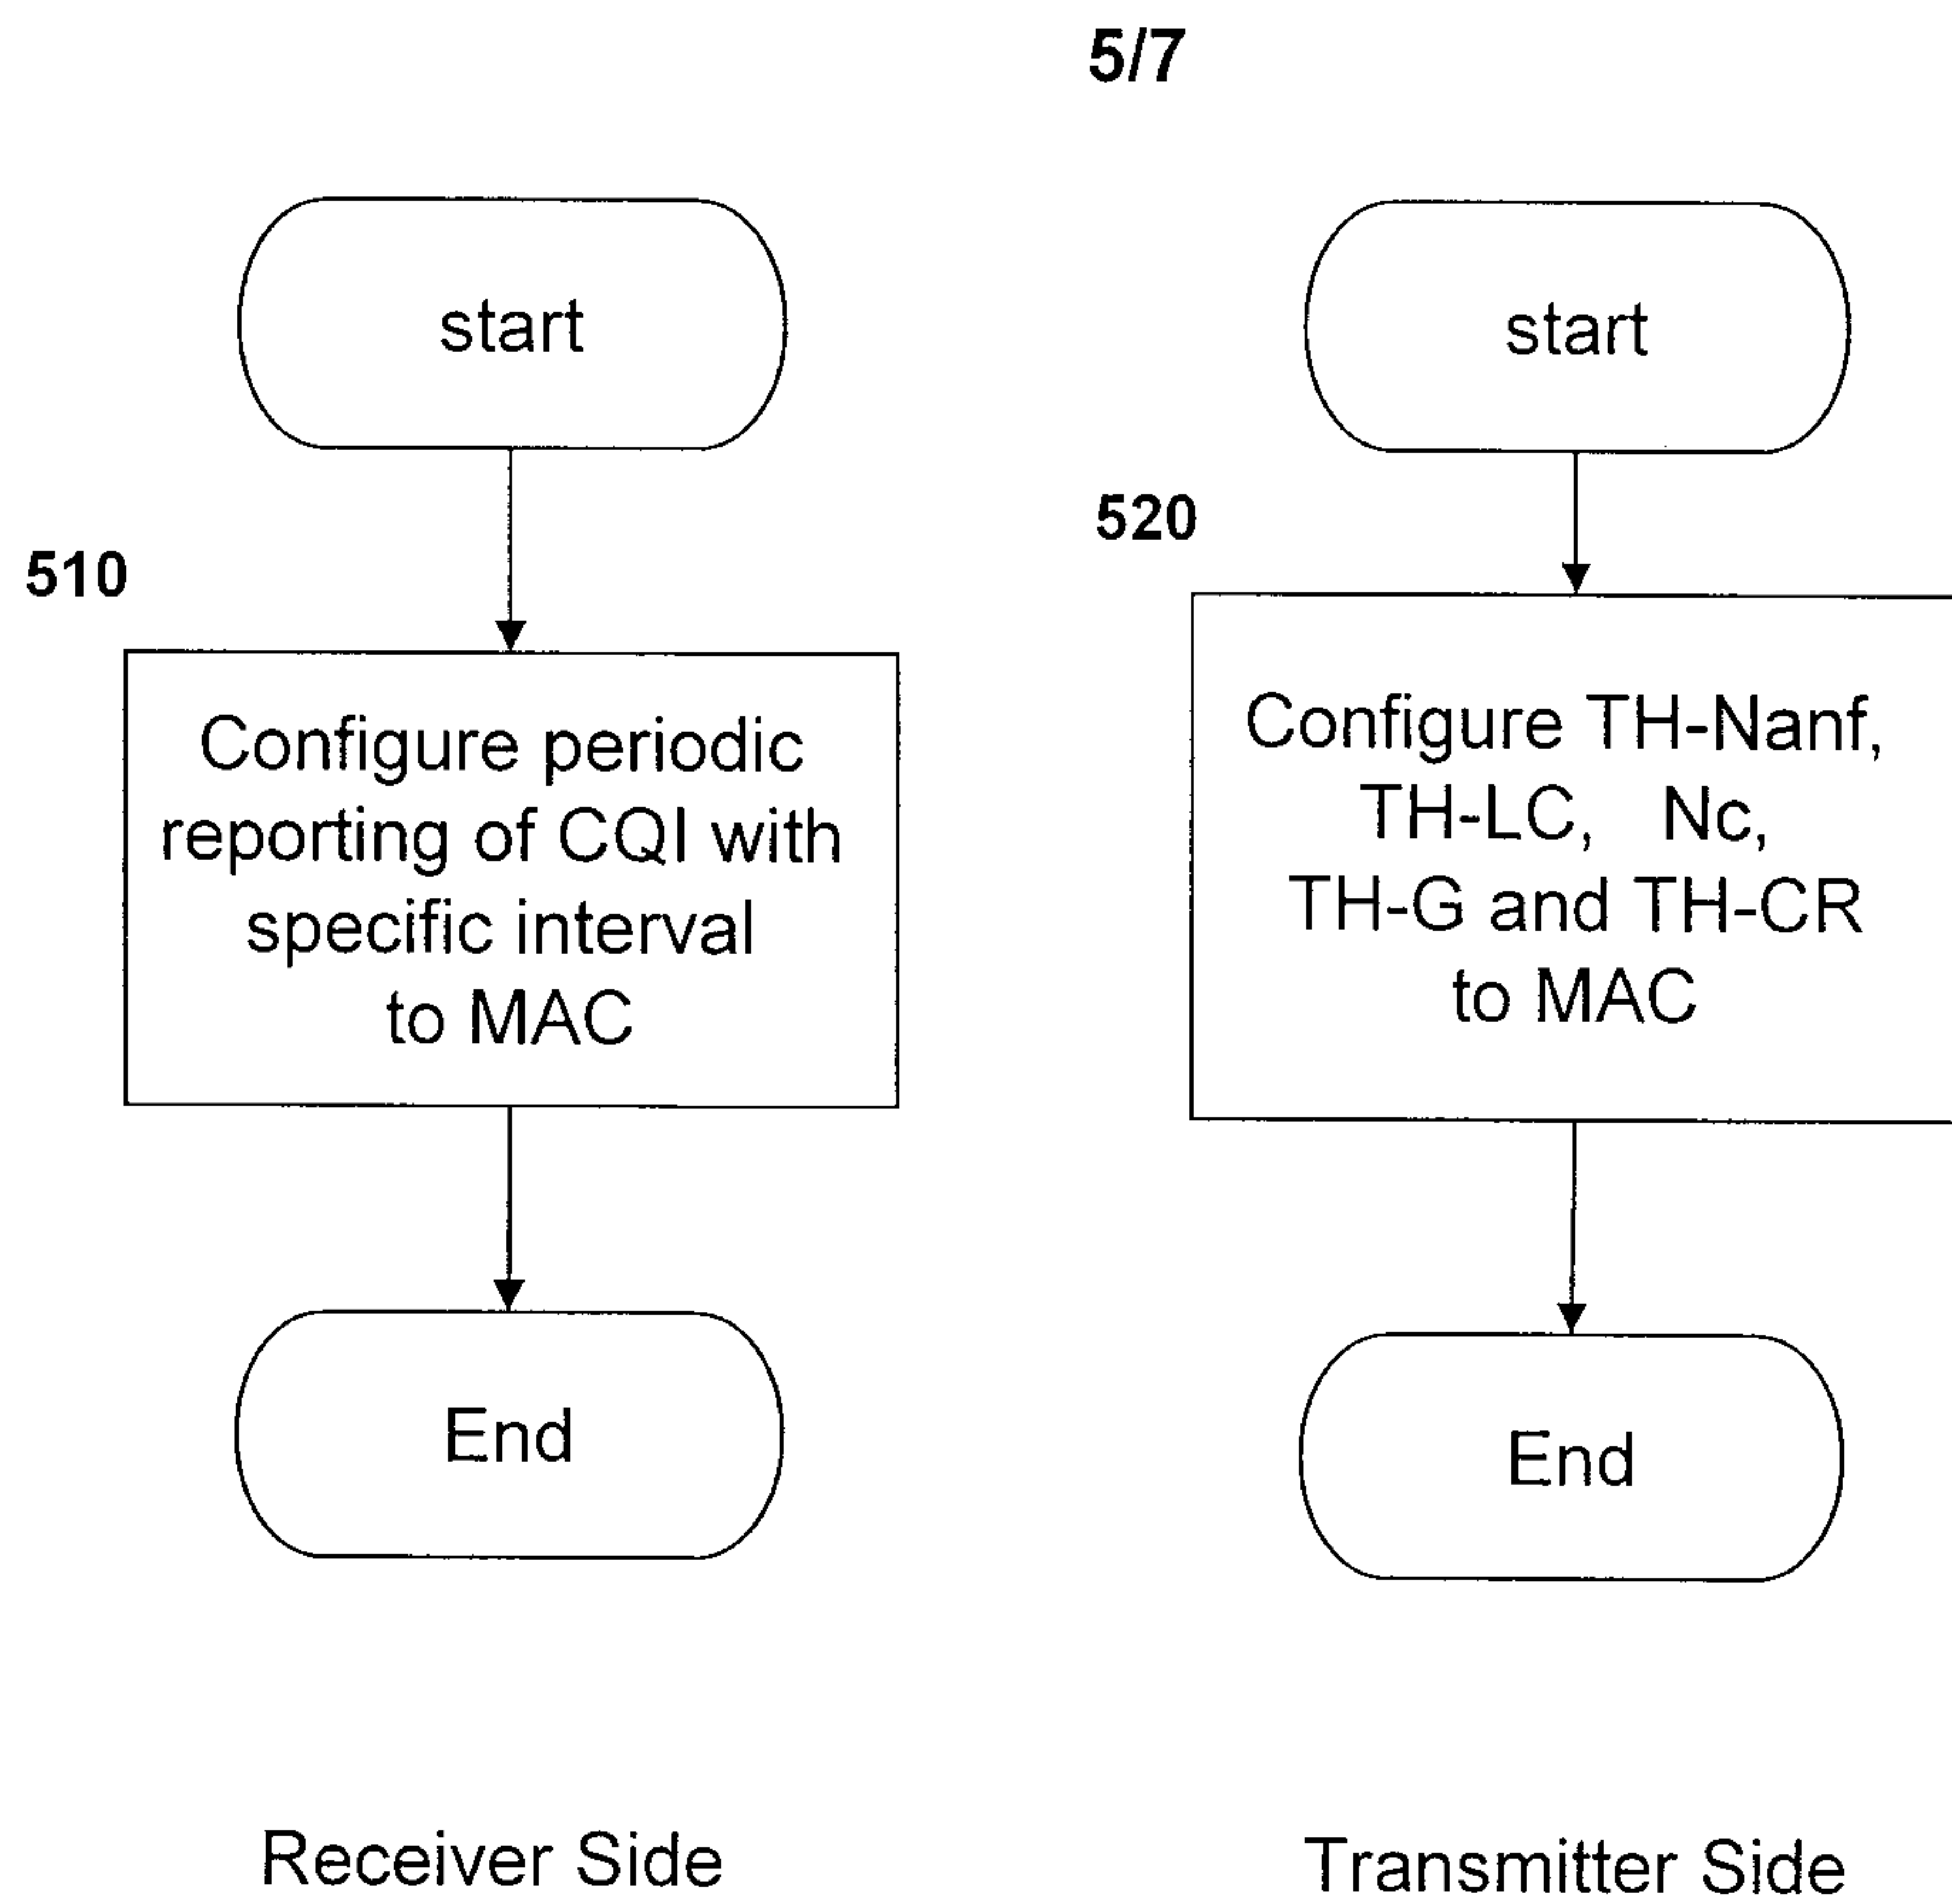 5/7
start
510
Configure periodic
reporting of CQI with
specific interval
to MAC
End
Receiver Side
start
520
Configure TH-Nanf,
TH-LC, Nc,
TH-G and TH-CR
to MAC
End
Transmitter Side